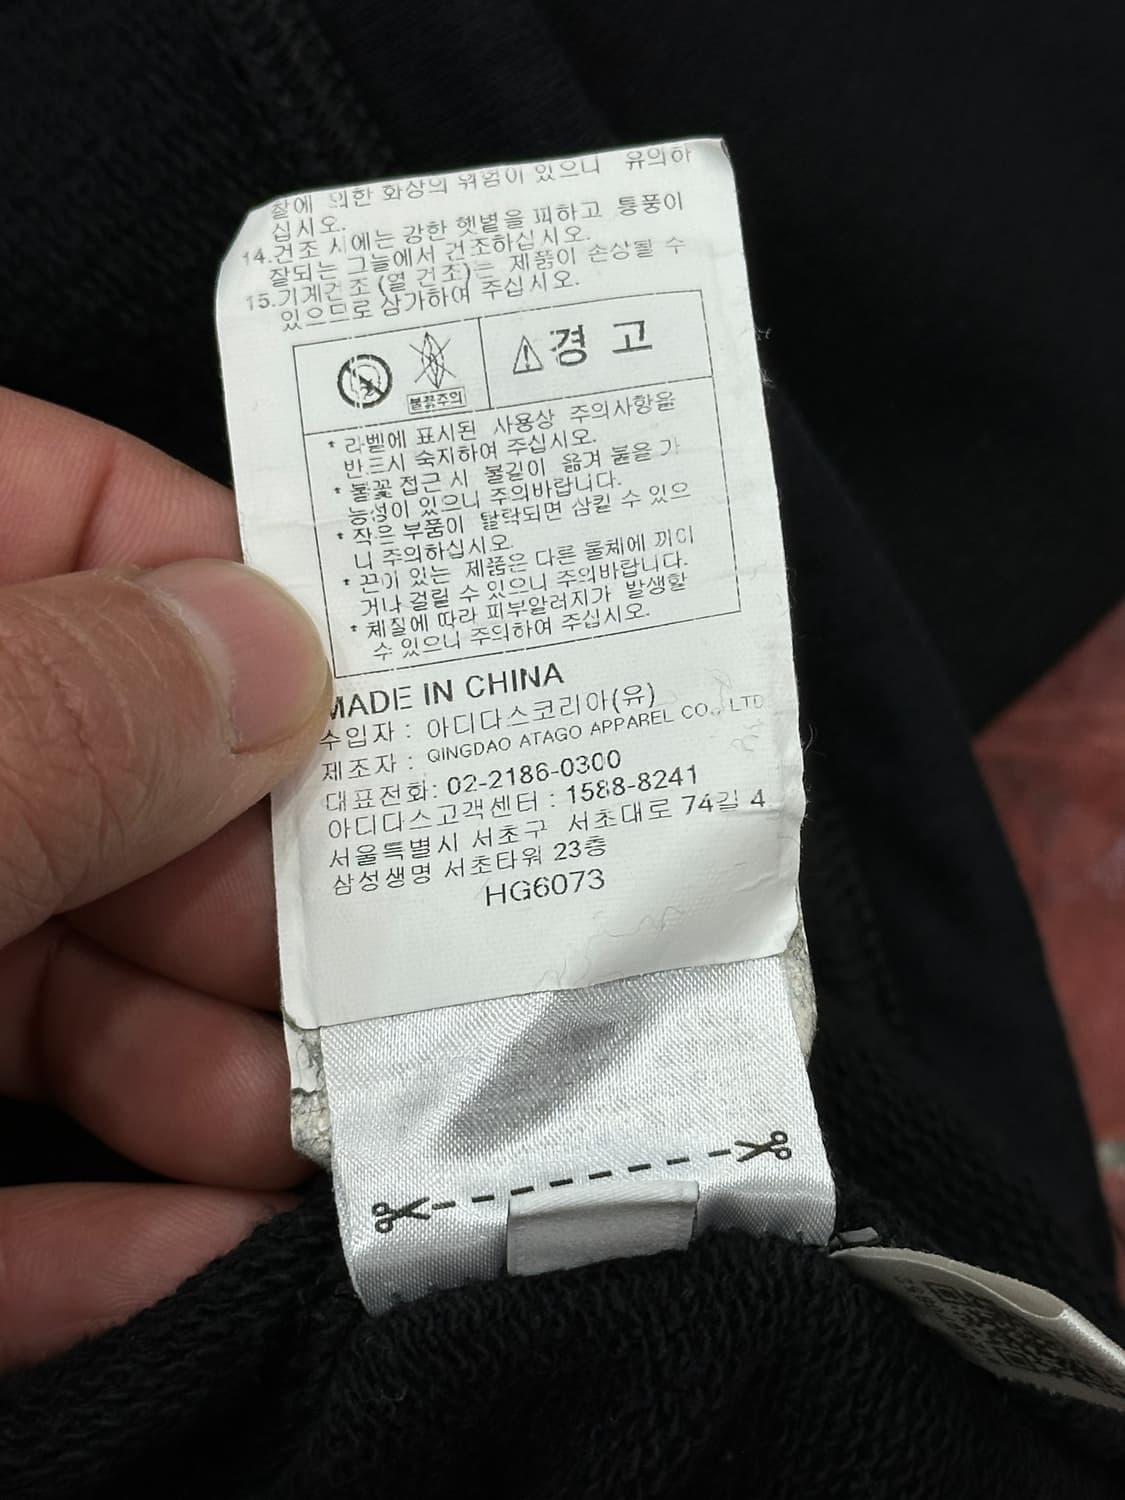 찰에 의한 화상의 위험이 있으니 유의하
십시오.
14.건조 시에는 강한 햇볕을 피하고 통풍이
잘되는 그늘에서 건조하십시오.
15.기계건조(열 건조)는 제품이 손상될 수
있으므로 삼가하여 주십시오.
불꽃주의
경 고
* 라벨에 표시된 사용상 주의사항을
반드시 숙지하여 주십시오.
* 불꽃 접근 시 불길이 옮겨 붙을 가
능성이 있으니 주의바랍니다.
* 작은 부품이 탈락되면 삼킬 수 있으
니 주의하십시오.
* 끈이 있는 제품은 다른 물체에 끼이
거나 걸릴 수 있으니 주의바랍니다.
* 체질에 따라 피부알러지가 발생할
수 있으니 주의하여 주십시오.
MADE IN CHINA
수입자 : 아디다스코리아(유)
제조자 : QINGDAO ATAGO APPAREL CO., LTD
대표전화: 02-2186-0300
아디다스고객센터 : 1588-8241
서울특별시 서초구 서초대로 74길 4
삼성생명 서초타워 23층
HG6073